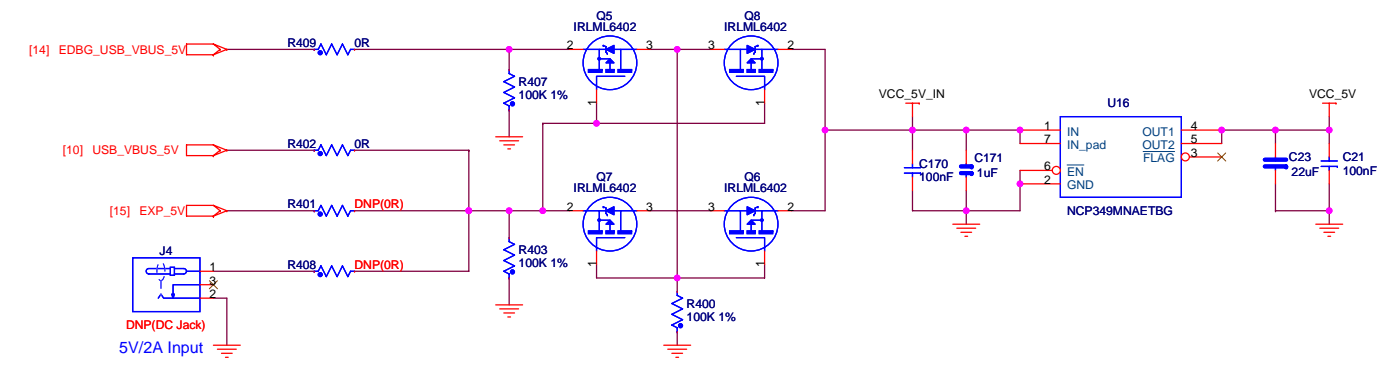 [14] EDBG_USB_VBUS_5V
R409 0R
R407
100K 1%
Q5
IRLML6402
2 3 1
Q8
IRLML6402
3 2 1
[10] USB_VBUS_5V
R402 0R
[15] EXP_5V
R401 DNP(0R)
J4
1
3
2
R408 DNP(0R)
DNP(DC Jack)
5V/2A Input
R403
100K 1%
Q7
IRLML6402
2 3 1
Q6
IRLML6402
3 2 1
R400
100K 1%
VCC_5V_IN
C170
100nF
C171
1uF
U16
1 IN
7 IN_pad
6 EN
2 GND
OUT1 4
OUT2 5
FLAG 3
NCP349MNAETBG
VCC_5V
C23
22uF
C21
100nF